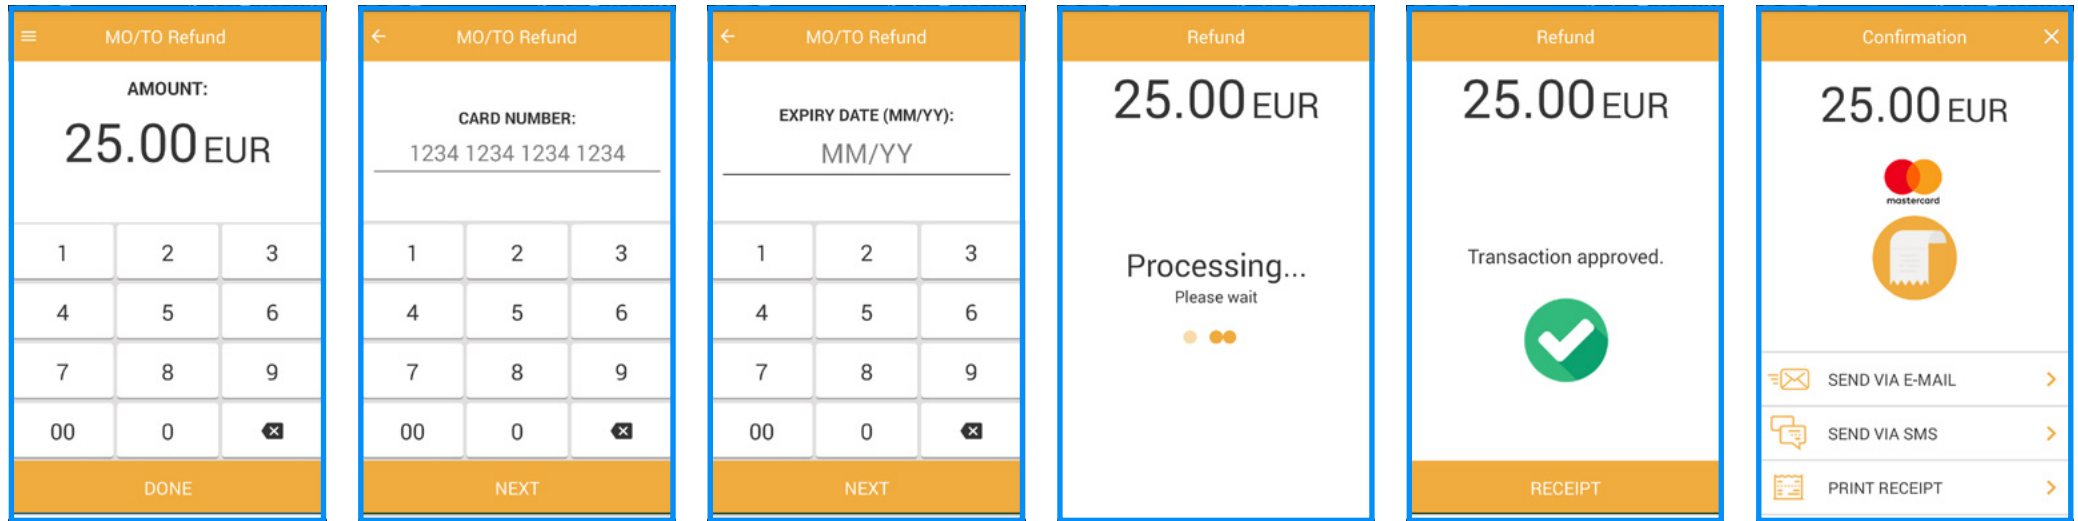 MO/TO Refund
AMOUNT:
25.00 EUR
1 2 3
4 5 6
7 8 9
00 0
DONE
MO/TO Refund
CARD NUMBER:
1234 1234 1234 1234
1 2 3
4 5 6
7 8 9
00 0
NEXT
MO/TO Refund
EXPIRY DATE (MM/YY):
MM/YY
1 2 3
4 5 6
7 8 9
00 0
NEXT
Refund
25.00 EUR
Processing...
Please wait
Refund
25.00 EUR
Transaction approved.
RECEIPT
Confirmation
25.00 EUR
mastercard
SEND VIA E-MAIL
SEND VIA SMS
PRINT RECEIPT